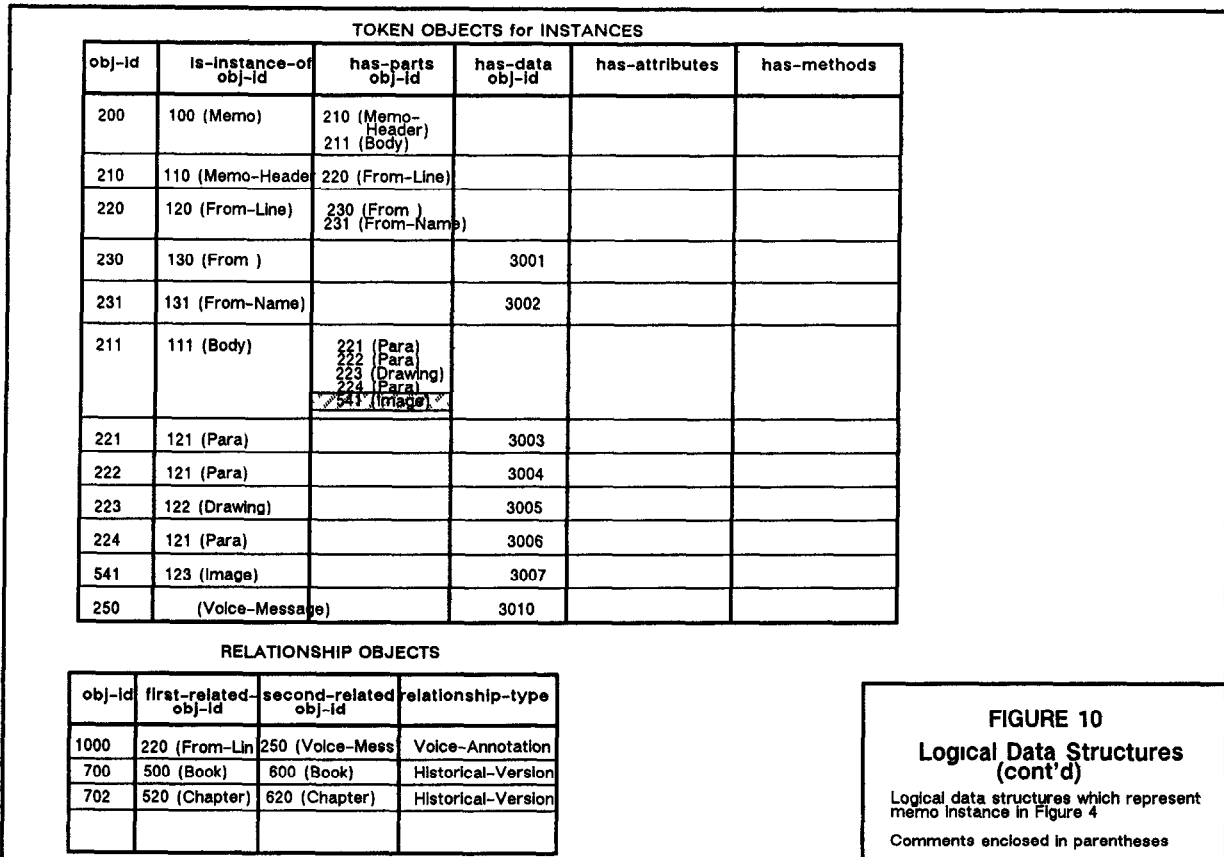 TOKEN OBJECTS for INSTANCES
obj-id is-instance-of obj-id has-parts obj-id has-data obj-id has-attributes has-methods
200 100 (Memo) 210 (Memo-Header) 211 (Body)
210 110 (Memo-Header 220 (From-Line)
220 120 (From-Line) 230 (From ) 231 (From-Name)
230 130 (From ) 3001
231 131 (From-Name) 3002
211 111 (Body) 221 (Para)
222 (Para)
223 (Drawing)
224 (Para)
541 (Image)
221 121 (Para) 3003
222 121 (Para) 3004
223 122 (Drawing) 3005
224 121 (Para) 3006
541 123 (Image) 3007
250 (Voice-Message) 3010
RELATIONSHIP OBJECTS
obj-id first-related-obj-id second-related obj-id relationship-type
1000 220 (From-Lin 250 (Voice-Mess Voice-Annotation
700 500 (Book) 600 (Book) Historical-Version
702 520 (Chapter) 620 (Chapter) Historical-Version
FIGURE 10
Logical Data Structures
(cont'd)
Logical data structures which represent
memo instance in Figure 4
Comments enclosed in parentheses